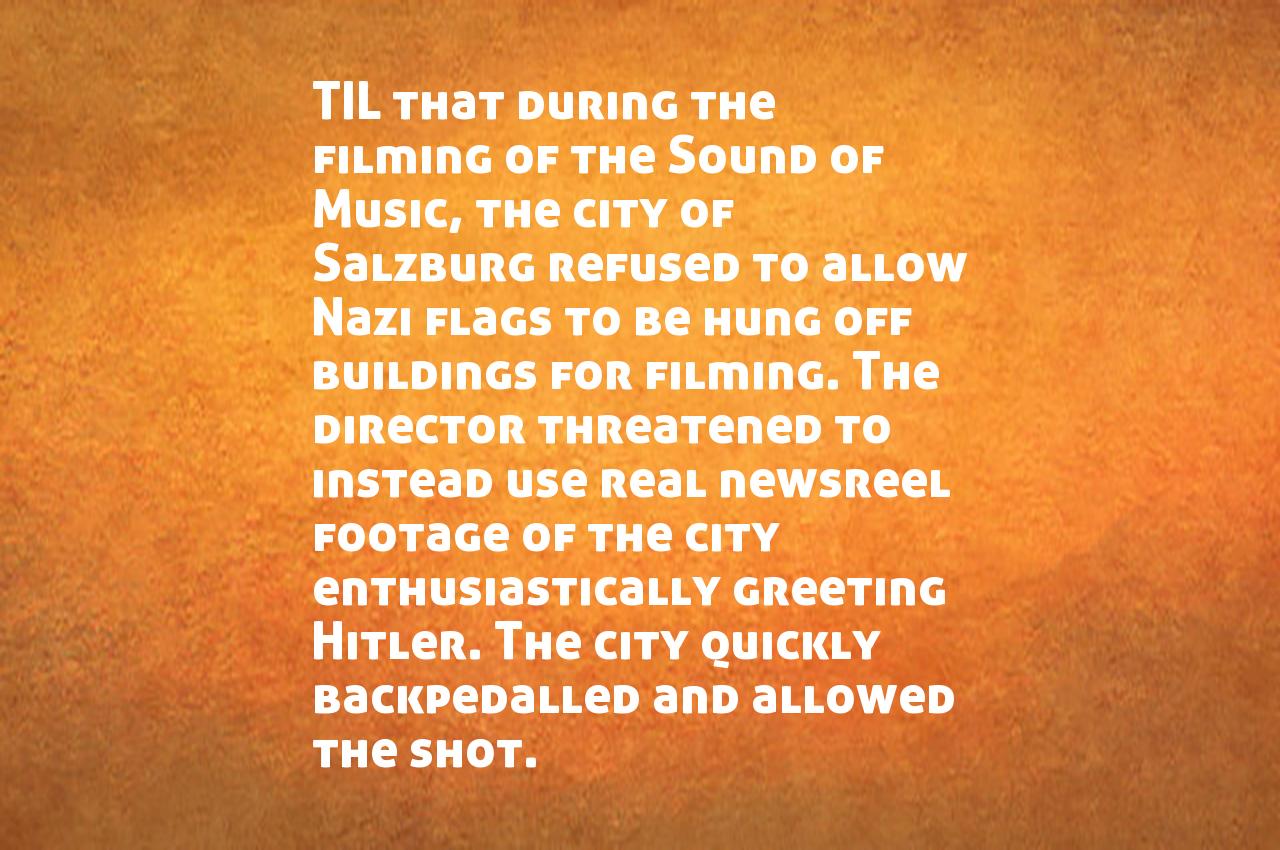 TIL that during the
filming of the Sound of
Music, the city of
Salzburg refused to allow
Nazi flags to be hung off
buildings for filming. The
director threatened to
instead use real newsreel
footage of the city
enthusiastically greeting
Hitler. The city quickly
backpedalled and allowed
the shot.